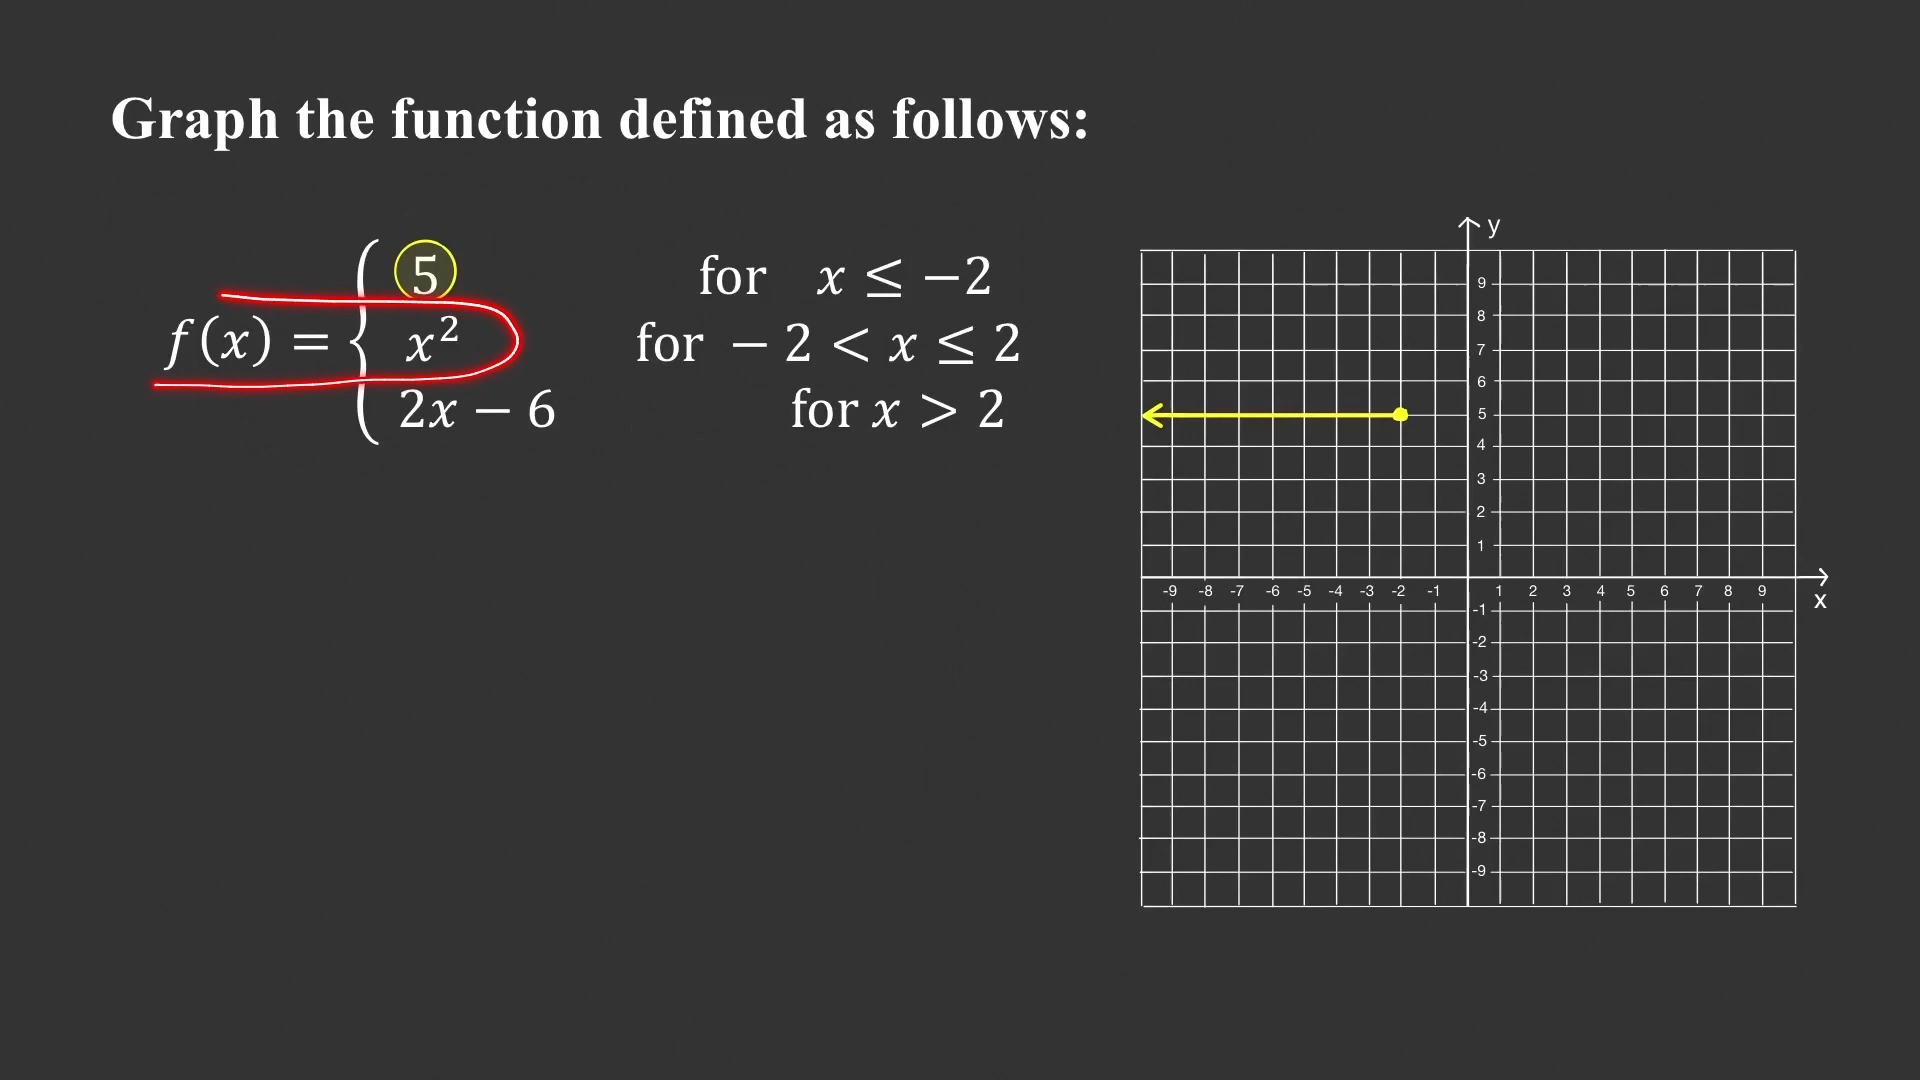 Graph the function defined as follows:
5 for x ≤ −2
f(x) = { x² for − 2 < x ≤ 2
2x − 6 for x > 2
y
9
8
7
6
5
4
3
2
1
-9 -8 -7 -6 -5 -4 -3 -2 -1 1 2 3 4 5 6 7 8 9
x
-1
-2
-3
-4
-5
-6
-7
-8
-9